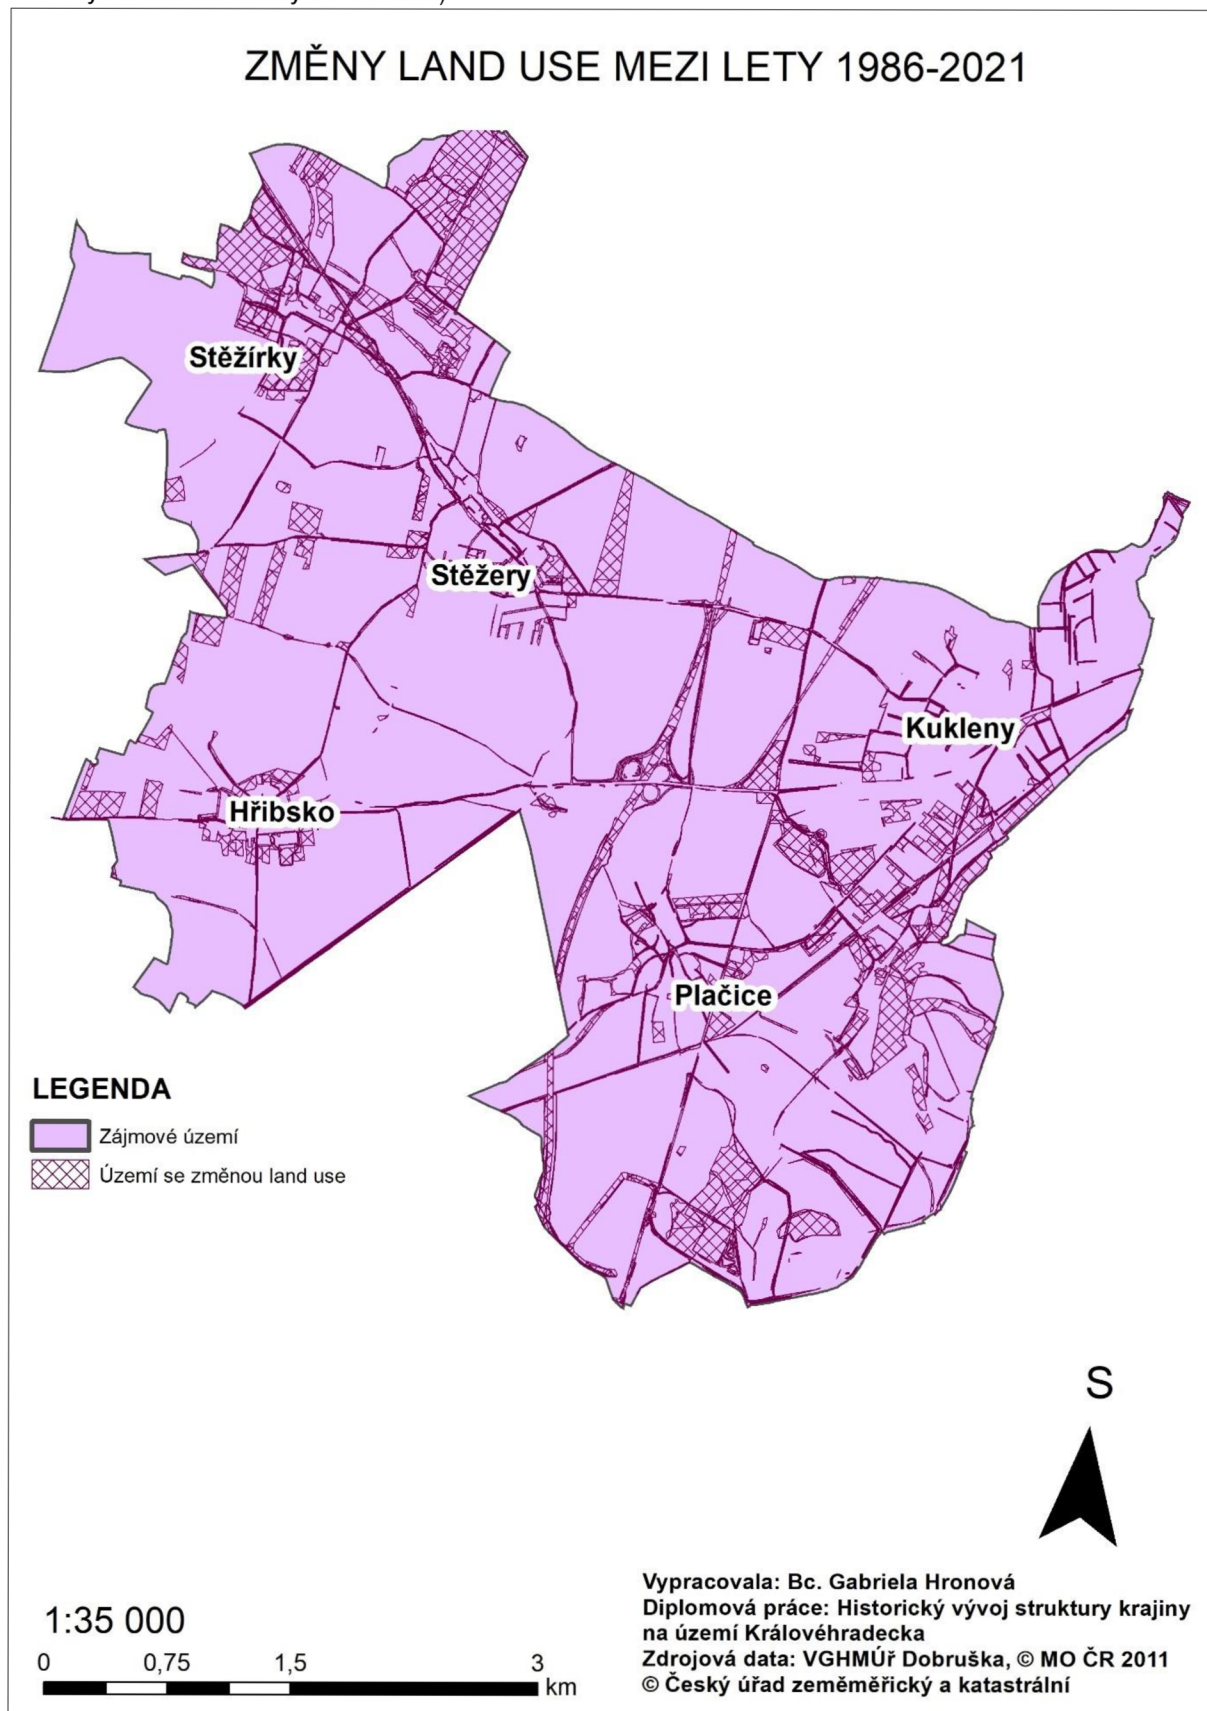 ZMĚNY LAND USE MEZI LETY 1986-2021
Stěžírky
Stěžery
Kukleny
Hřibsko
Plačice
LEGENDA
Zájmové území
Území se změnou land use
S
1:35 000
0 0,75 1,5 3
km
Vypracovala: Bc. Gabriela Hronová
Diplomová práce: Historický vývoj struktury krajiny
na území Královéhradecka
Zdrojová data: VGHMÚř Dobruška, © MO ČR 2011
© Český úřad zeměměřický a katastrální